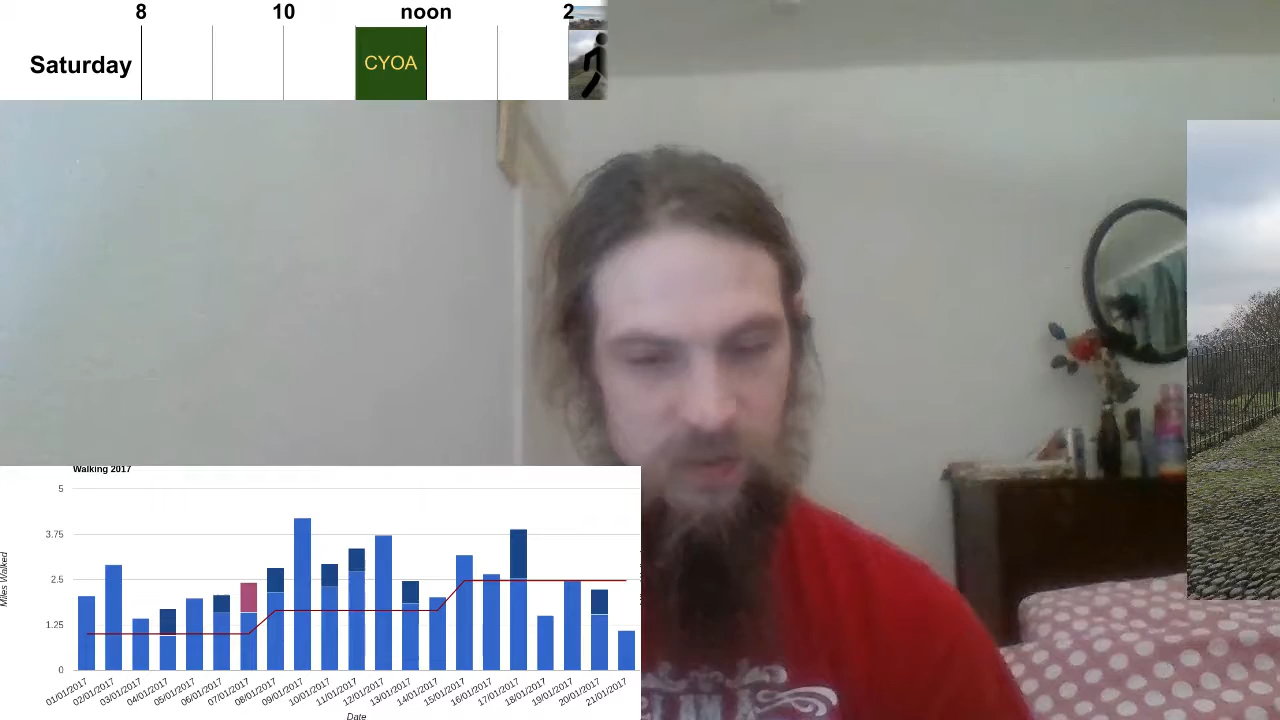 8 10 noon 2
Saturday CYOA
Walking 2017
5
3.75
2.5
1.25
0
Miles Walked
01/01/2017 02/01/2017 03/01/2017 04/01/2017 05/01/2017 06/01/2017 07/01/2017 08/01/2017 09/01/2017 10/01/2017 11/01/2017 12/01/2017 13/01/2017 14/01/2017 15/01/2017 16/01/2017 17/01/2017 18/01/2017 19/01/2017 20/01/2017 21/01/2017
Date